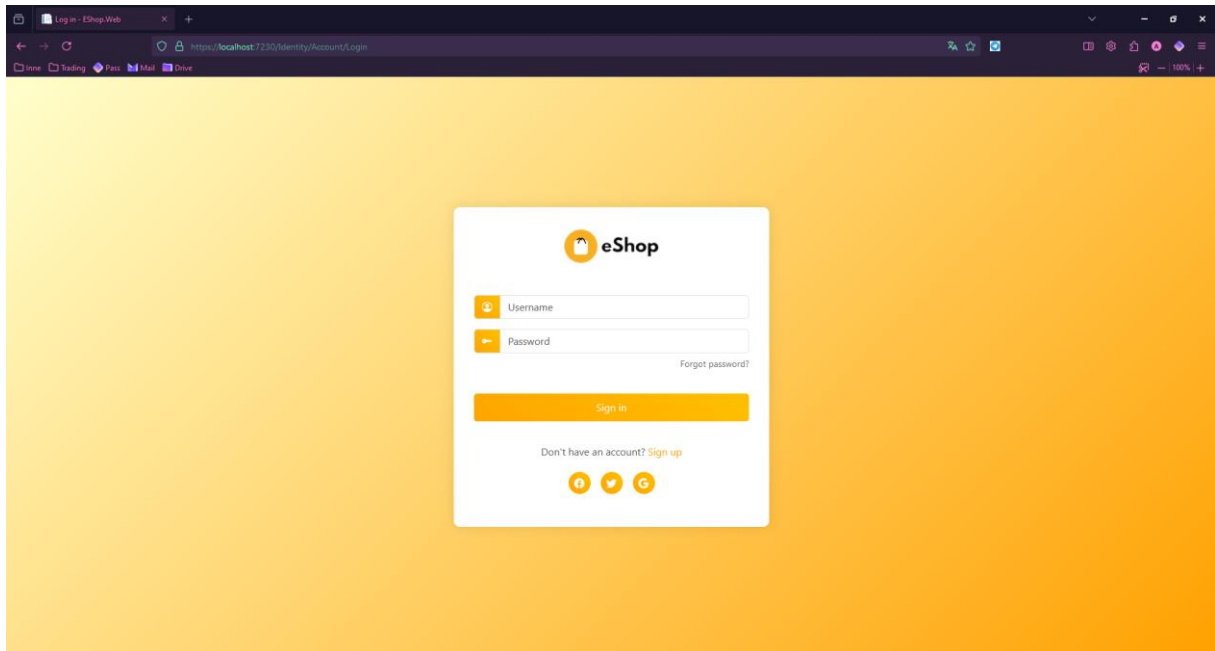 Log in - EShop.Web
https://localhost:7230/Identity/Account/Login
Inne Trading Pass Mail Drive
100%
eShop
Username
Password
Forgot password?
Sign in
Don't have an account? Sign up